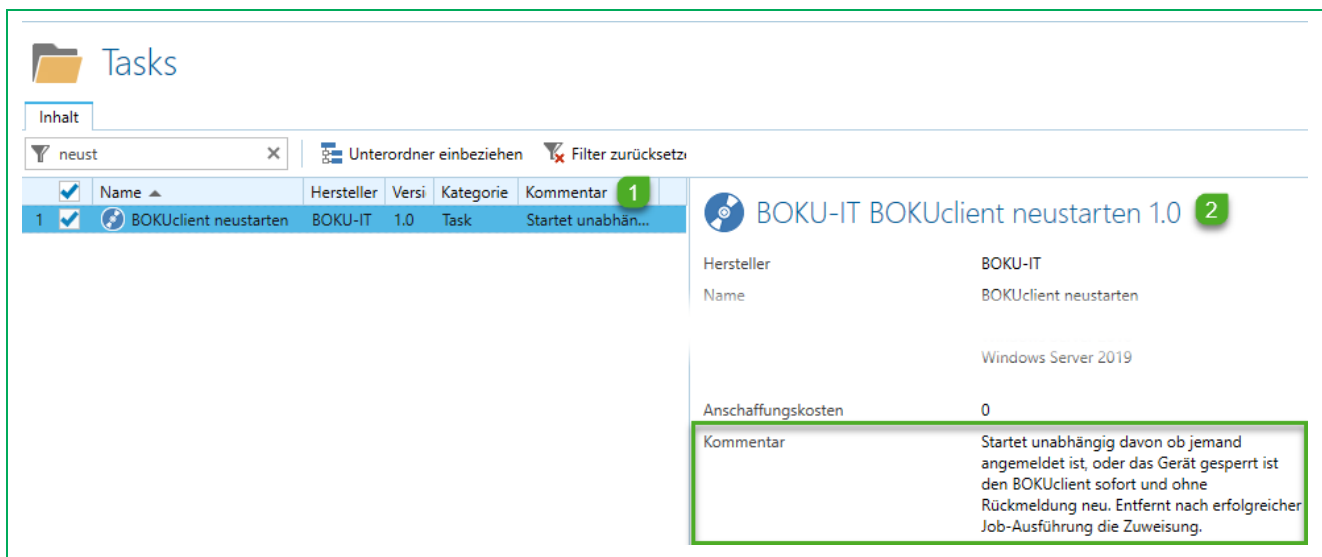 Tasks
Inhalt
neust
Unterordner einbeziehen
Filter zurücksetz
Name Hersteller Versi Kategorie Kommentar 1
1 BOKUclient neustarten BOKU-IT 1.0 Task Startet unabhän...
BOKU-IT BOKUclient neustarten 1.0 2
Hersteller BOKU-IT
Name BOKUclient neustarten
Windows Server 2019
Anschaffungskosten 0
Kommentar Startet unabhängig davon ob jemand
angemeldet ist, oder das Gerät gesperrt ist
den BOKUclient sofort und ohne
Rückmeldung neu. Entfernt nach erfolgreicher
Job-Ausführung die Zuweisung.